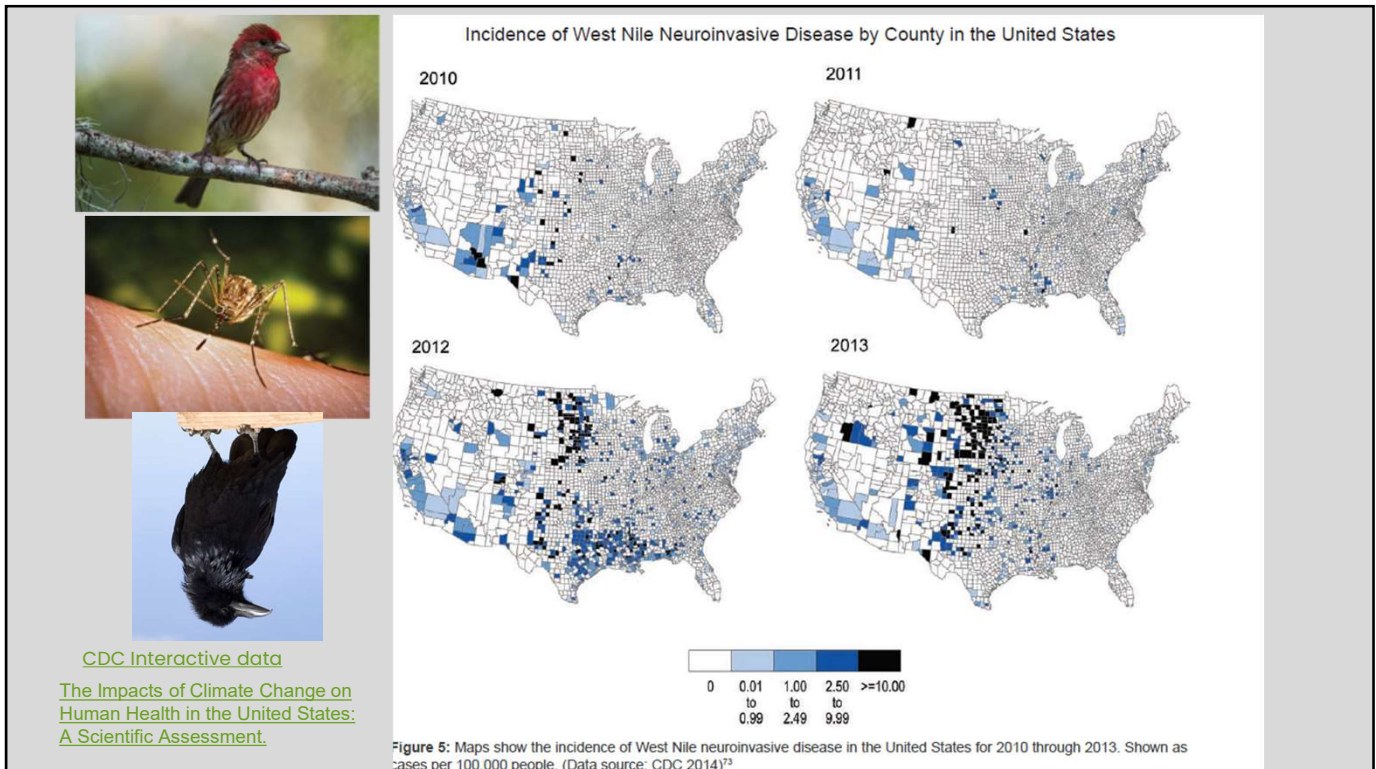 Incidence of West Nile Neuroinvasive Disease by County in the United States
2010
2011
2012
2013
0
0.01
to
0.99
1.00
to
2.49
2.50
to
9.99
>=10.00
CDC Interactive data
The Impacts of Climate Change on
Human Health in the United States:
A Scientific Assessment.
Figure 5: Maps show the incidence of West Nile neuroinvasive disease in the United States for 2010 through 2013. Shown as
cases per 100,000 people. (Data source: CDC 2014)73